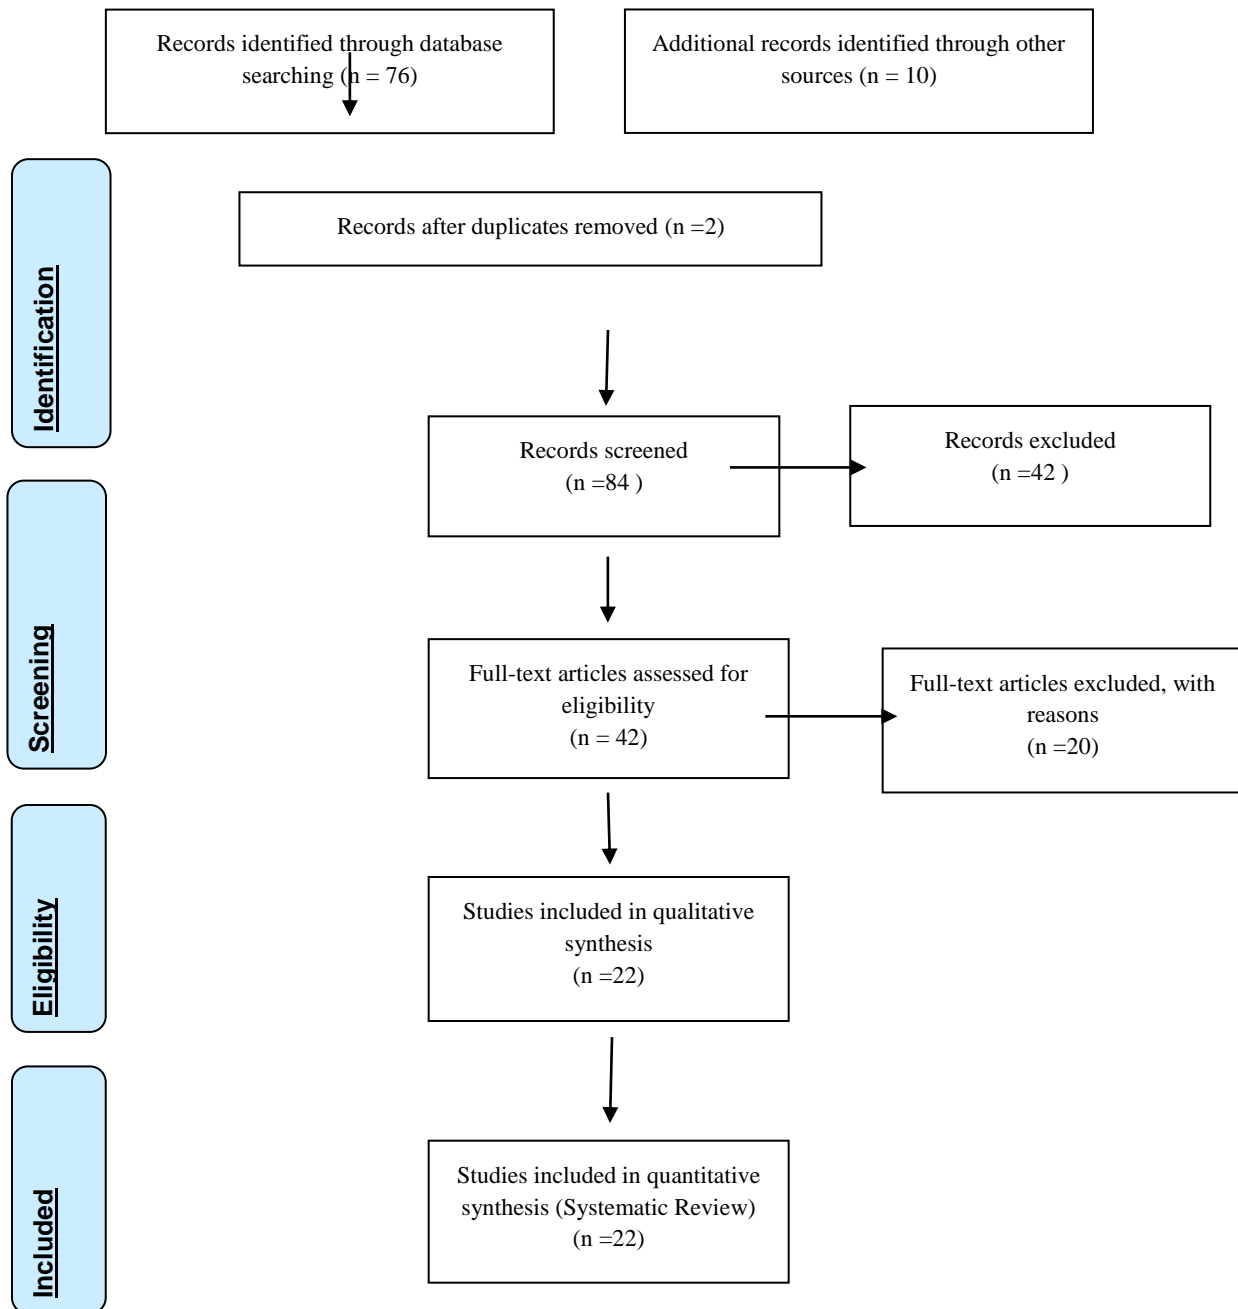 Records identified through database
searching (n = 76)
Additional records identified through other
sources (n = 10)
Identification
Records after duplicates removed (n =2)
Records screened
(n =84 )
Records excluded
(n =42 )
Screening
Full-text articles assessed for
eligibility
(n = 42)
Full-text articles excluded, with
reasons
(n =20)
Eligibility
Studies included in qualitative
synthesis
(n =22)
Included
Studies included in quantitative
synthesis (Systematic Review)
(n =22)